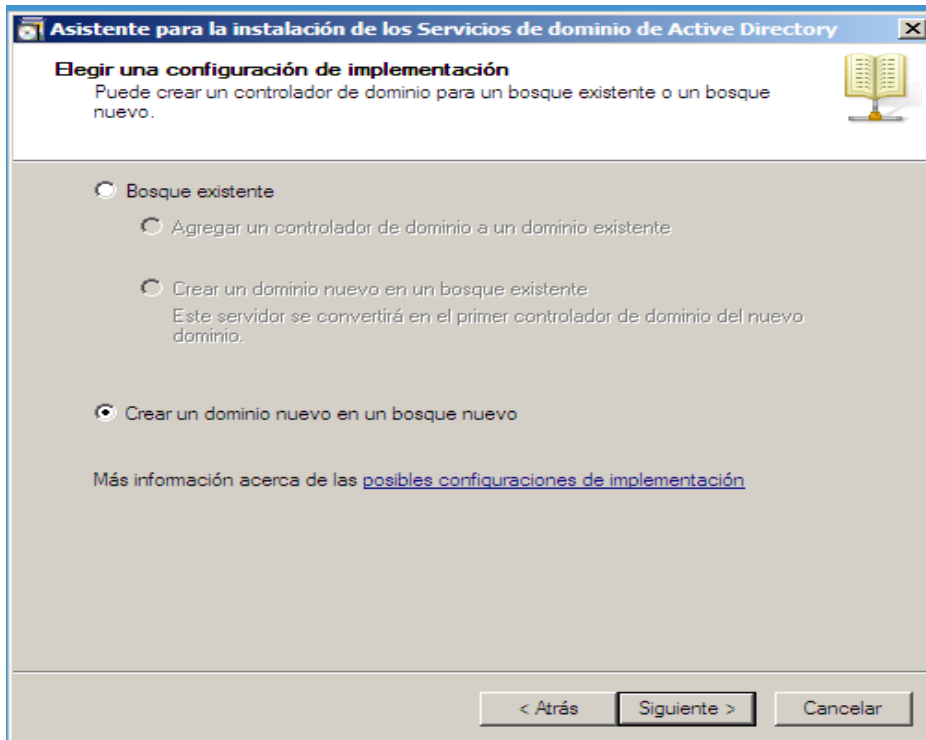 Asistente para la instalación de los Servicios de dominio de Active Directory
Elegir una configuración de implementación
Puede crear un controlador de dominio para un bosque existente o un bosque
nuevo.
Bosque existente
Agregar un controlador de dominio a un dominio existente
Crear un dominio nuevo en un bosque existente
Este servidor se convertirá en el primer controlador de dominio del nuevo
dominio.
Crear un dominio nuevo en un bosque nuevo
Más información acerca de las posibles configuraciones de implementación
< Atrás
Siguiente >
Cancelar